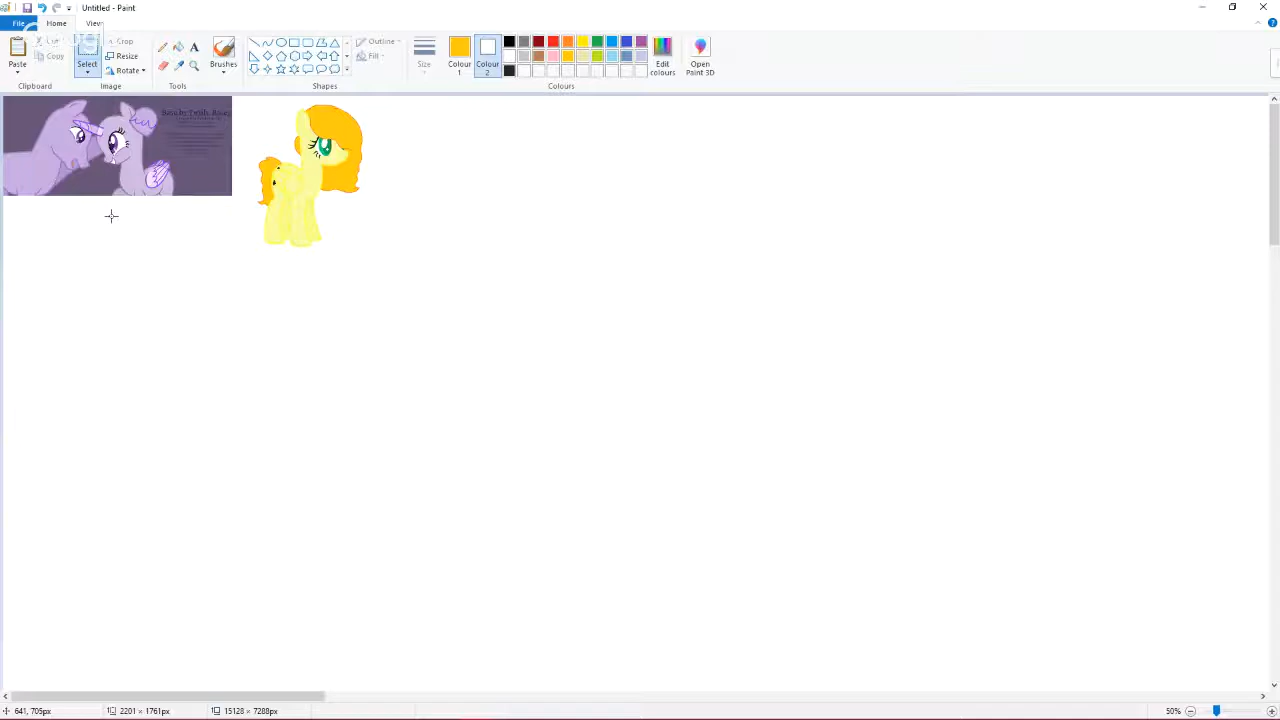 Untitled - Paint
File Home View
Paste
Cut
Copy
Clipboard
Select
Crop
Resize
Rotate
Image
Tools
Brushes
Outline
Fill
Shapes
Size
Colour 1
Colour 2
Edit colours
Open Paint 3D
Colours
641, 705px
2201 × 1761px
15128 × 7288px
50%